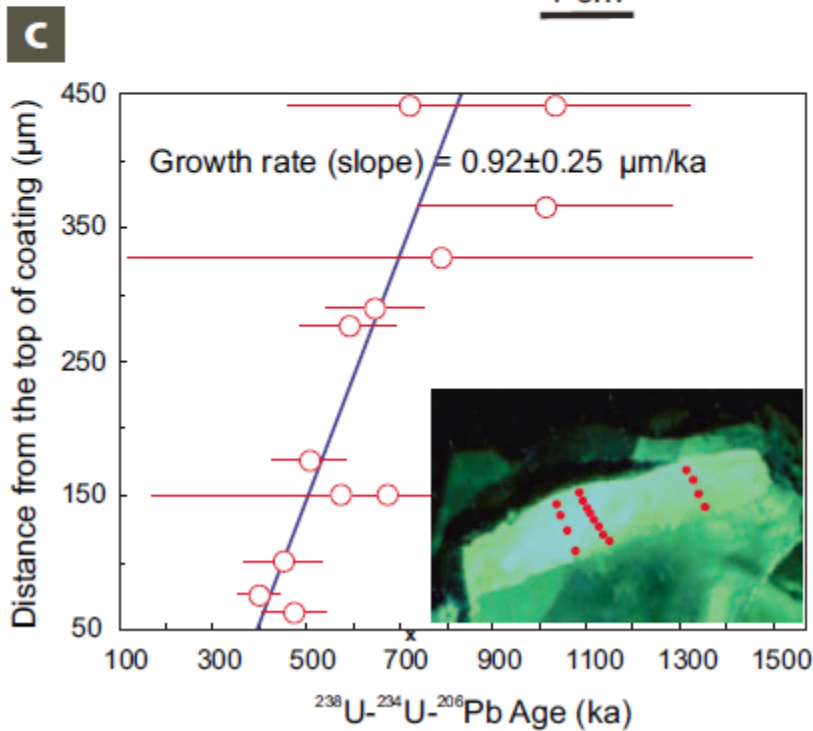 C
450
Growth rate (slope) = 0.92±0.25 μm/ka
350
250
150
50
Distance from the top of coating (μm)
x
100 300 500 700 900 1100 1300 1500
²³⁸U-²³⁴U-²⁰⁶Pb Age (ka)